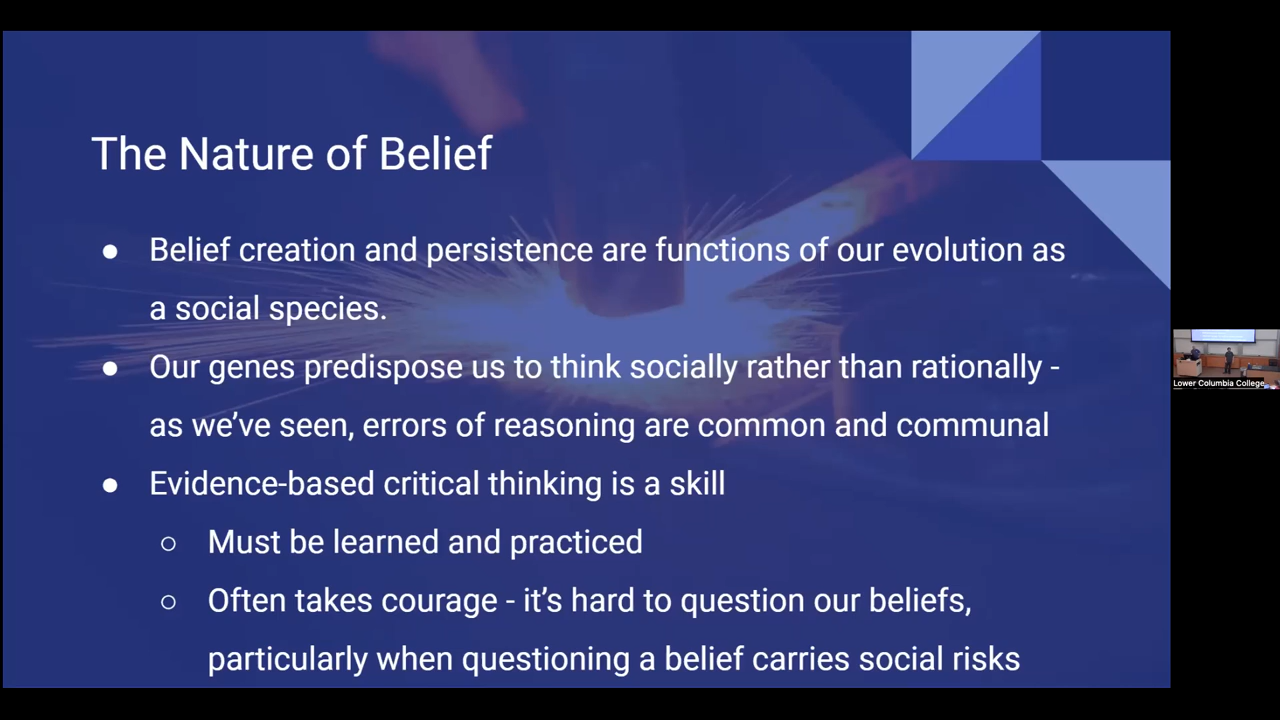 The Nature of Belief
● Belief creation and persistence are functions of our evolution as
a social species.
● Our genes predispose us to think socially rather than rationally -
as we’ve seen, errors of reasoning are common and communal
● Evidence-based critical thinking is a skill
○ Must be learned and practiced
○ Often takes courage - it’s hard to question our beliefs,
particularly when questioning a belief carries social risks
Lower Columbia College